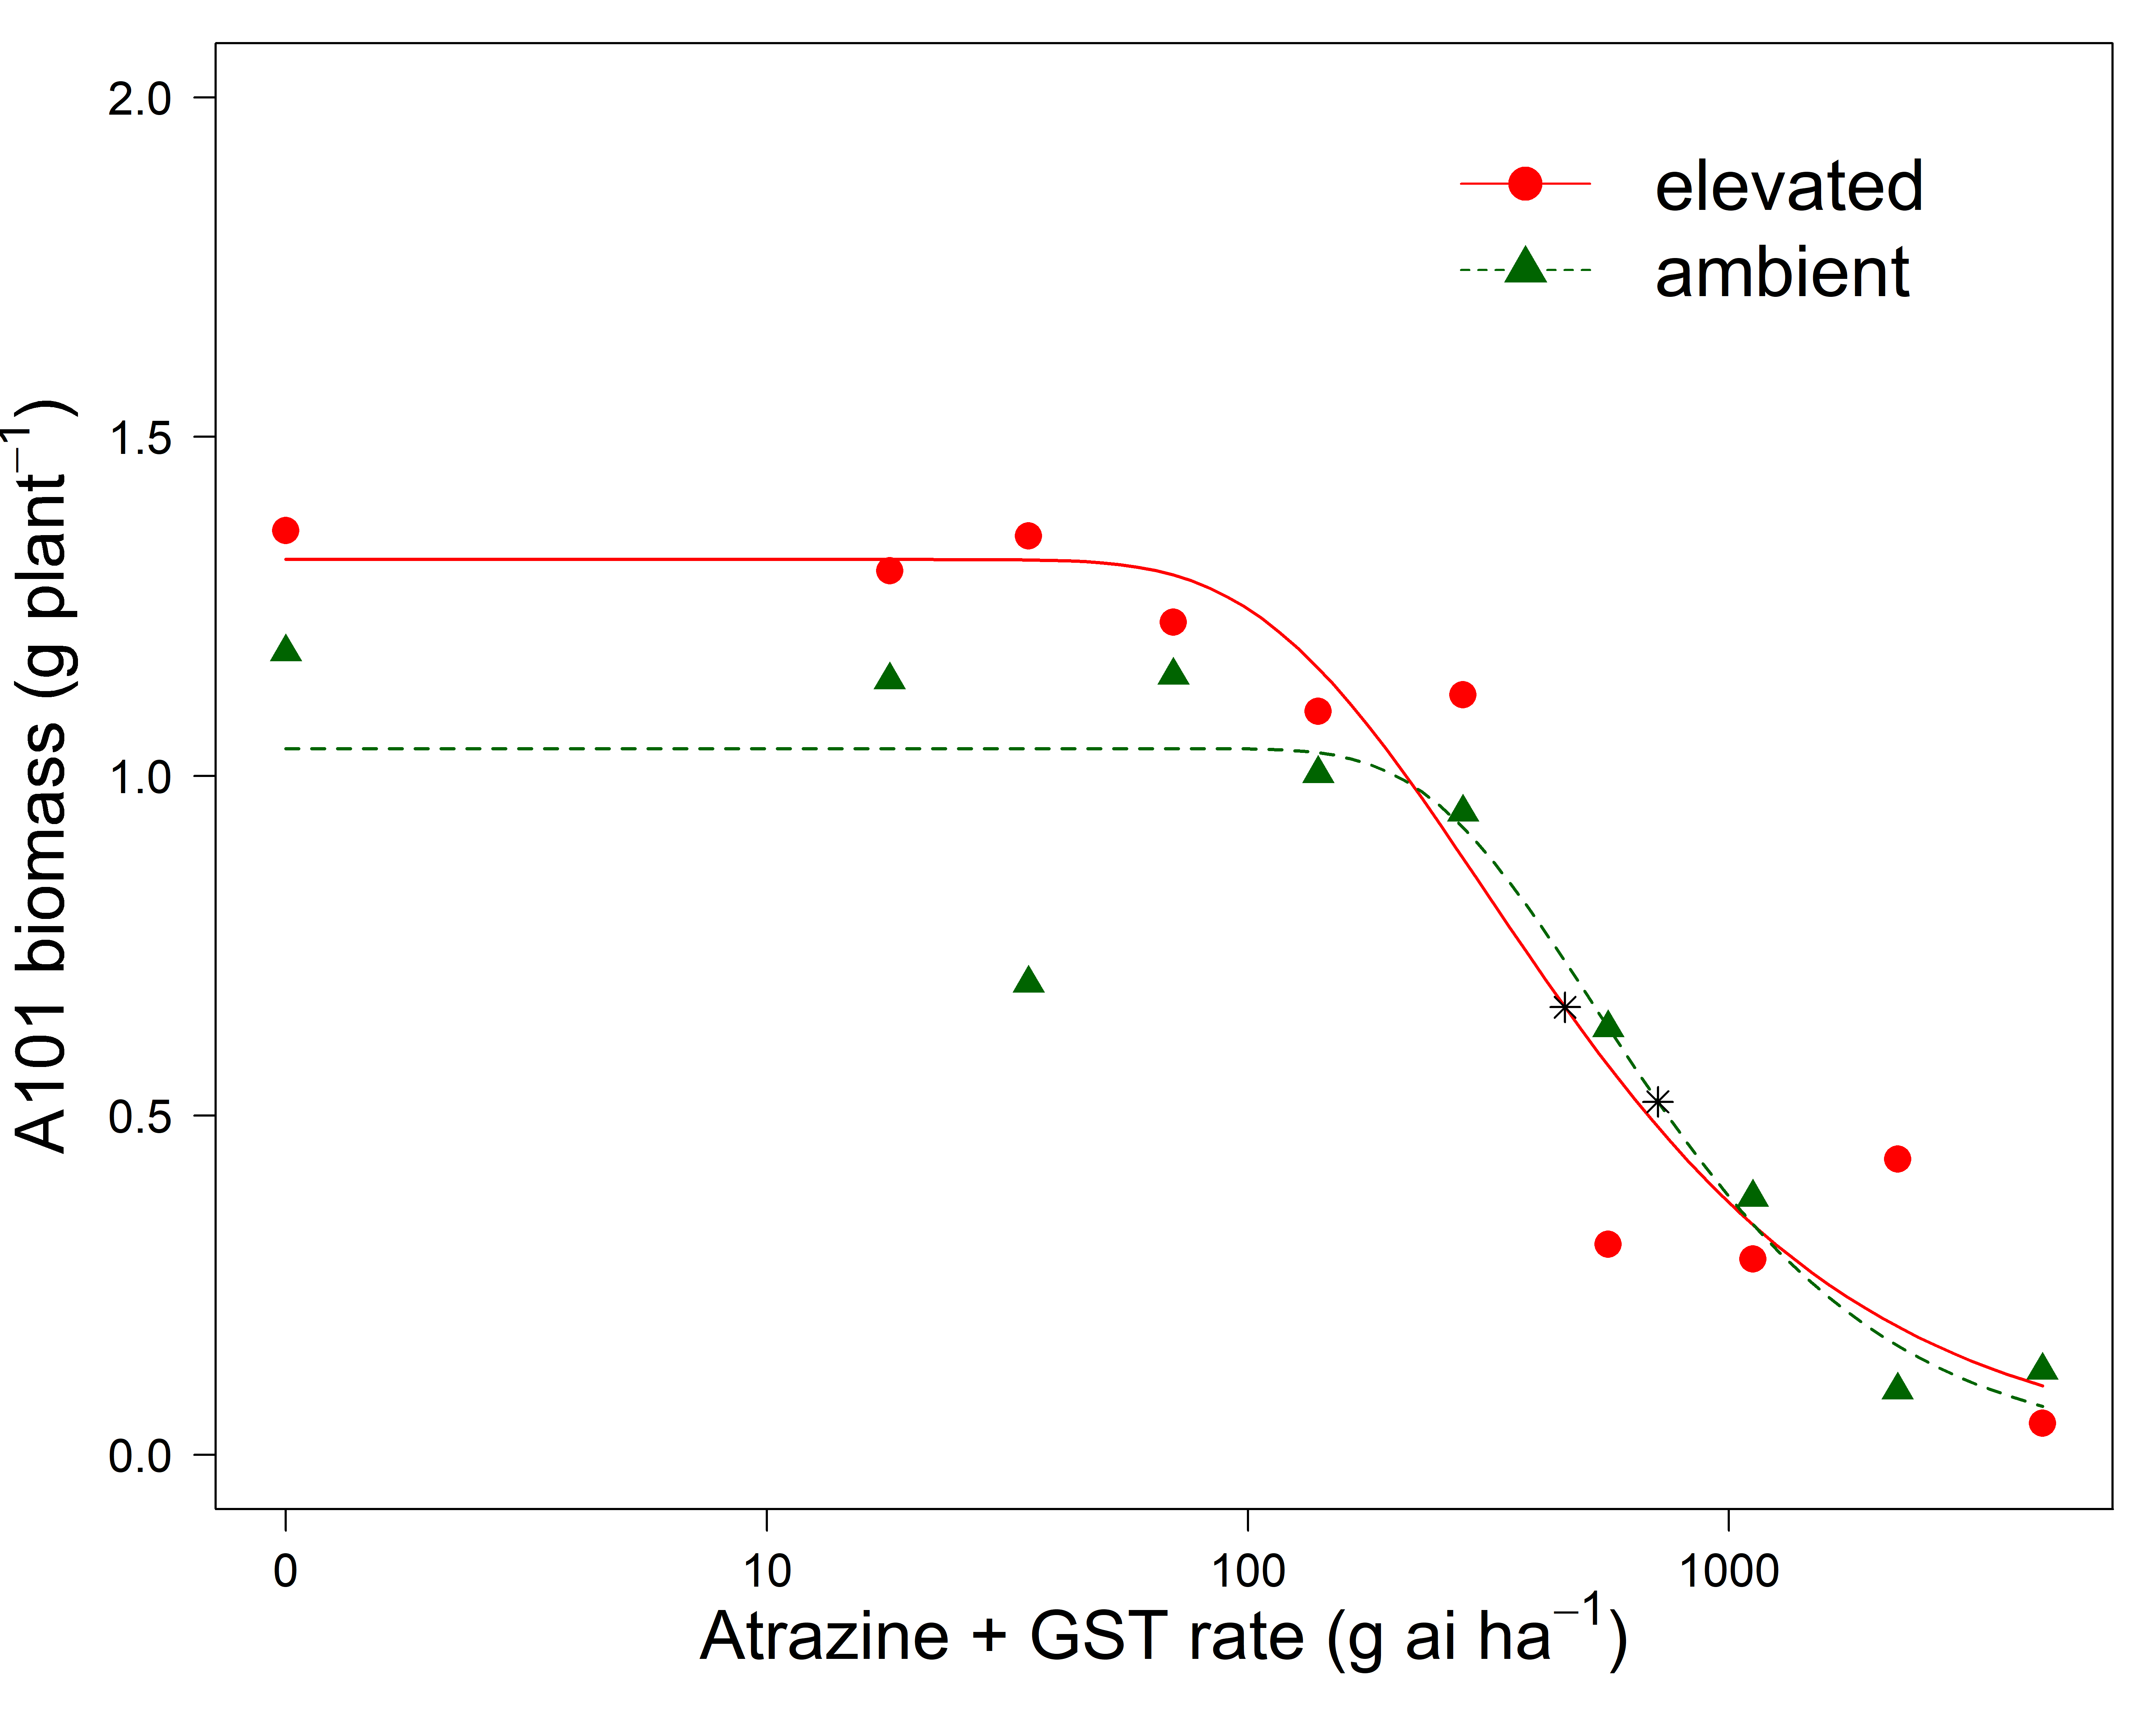 2.0
1.5
1.0
0.5
0.0
A101 biomass (g plant⁻¹)
elevated
ambient
0 10 100 1000
Atrazine + GST rate (g ai ha⁻¹)